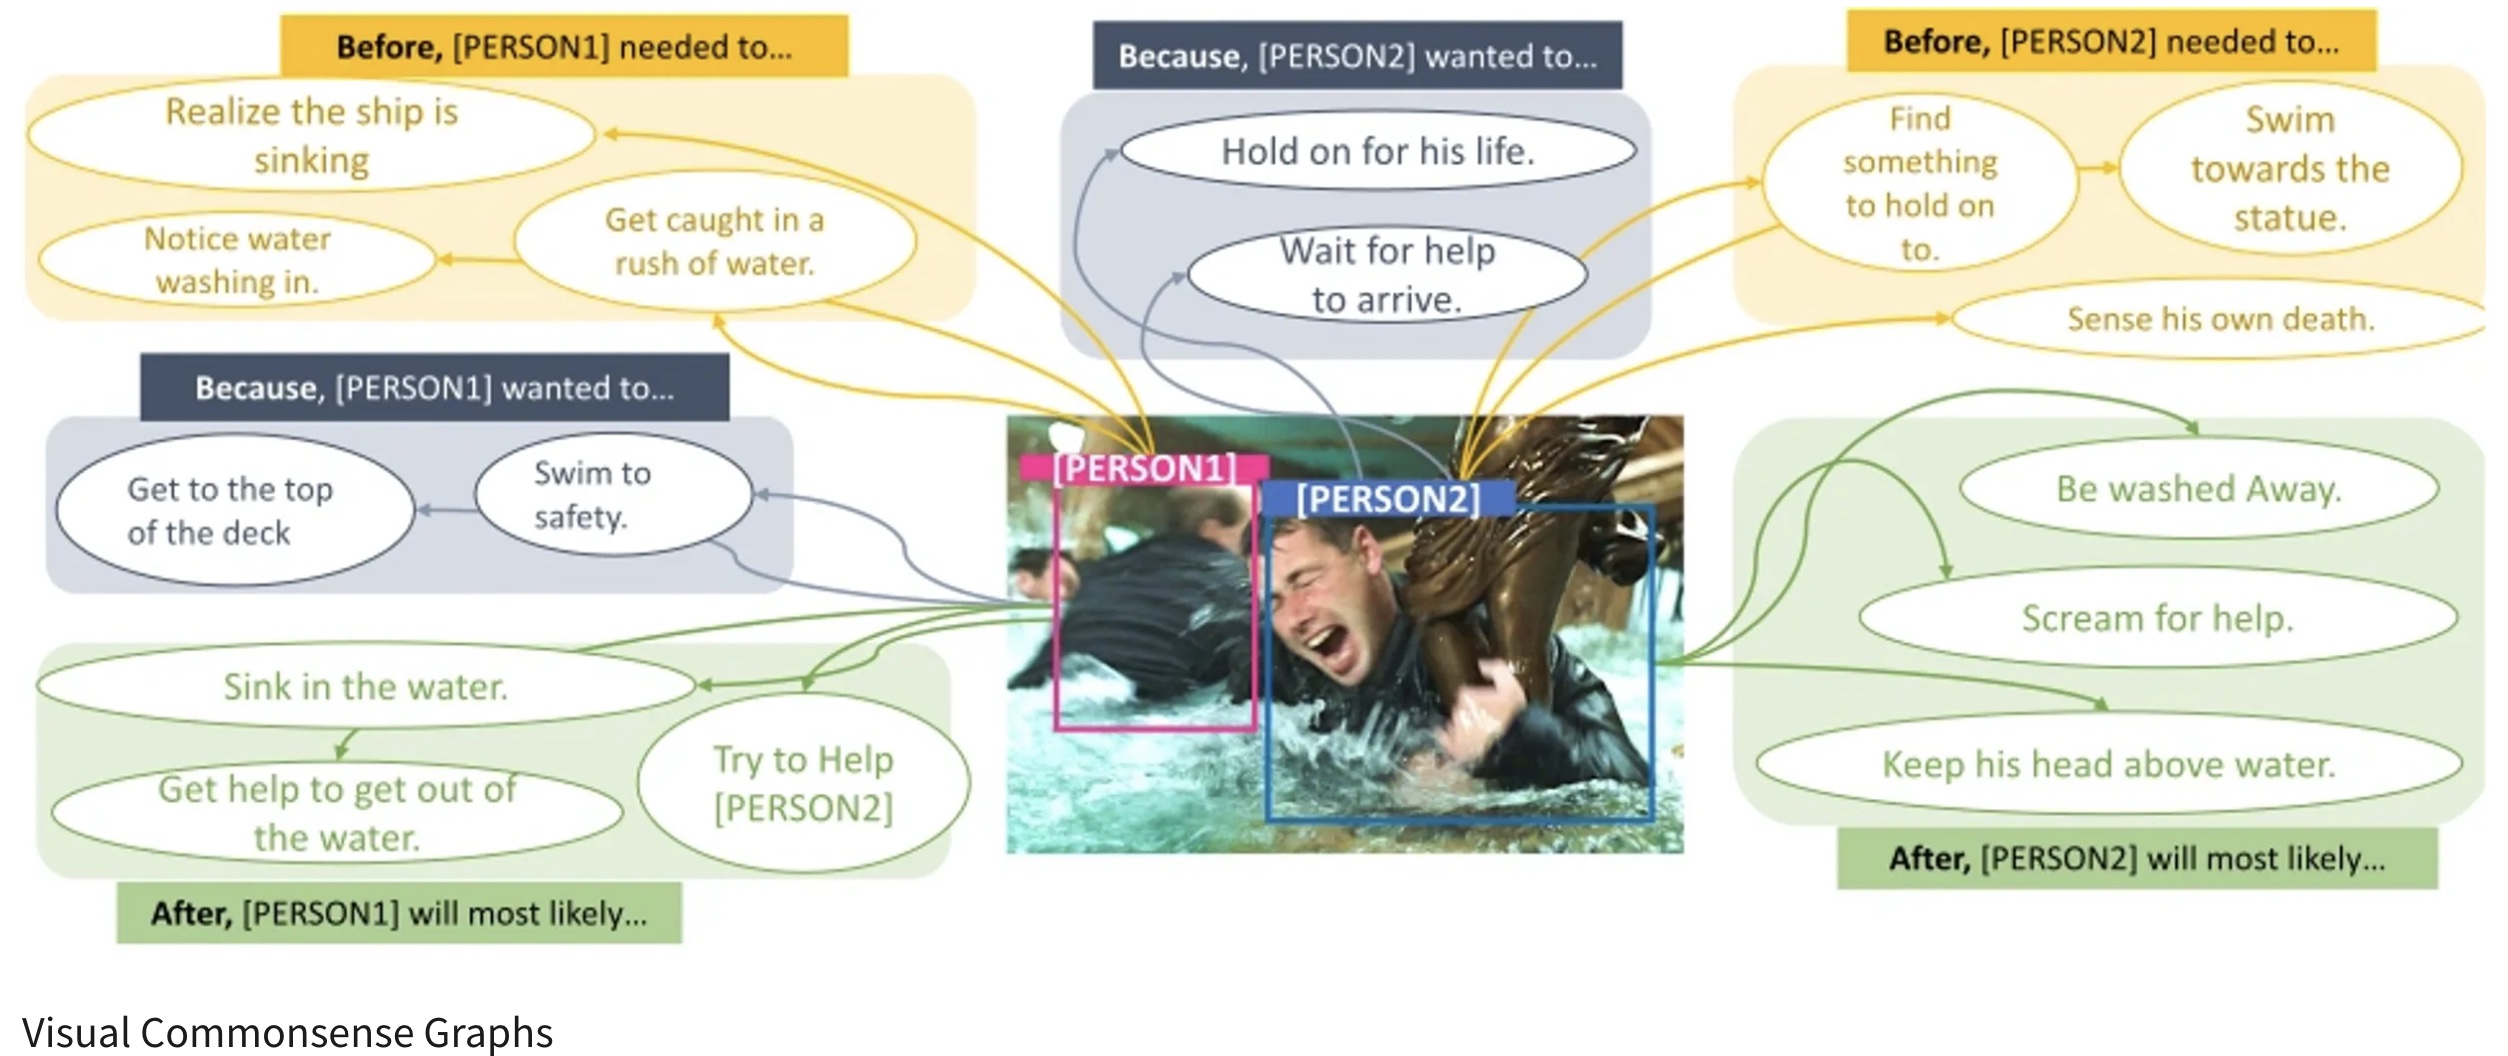 Before, [PERSON1] needed to...
Realize the ship is
sinking
Get caught in a
rush of water.
Notice water
washing in.
Because, [PERSON2] wanted to...
Hold on for his life.
Wait for help
to arrive.
Before, [PERSON2] needed to...
Find
something
to hold on
to.
Swim
towards the
statue.
Sense his own death.
Because, [PERSON1] wanted to...
Get to the top
of the deck
Swim to
safety.
[PERSON1]
[PERSON2]
Be washed Away.
Scream for help.
Keep his head above water.
After, [PERSON2] will most likely...
Sink in the water.
Get help to get out of
the water.
Try to Help
[PERSON2]
After, [PERSON1] will most likely...
Visual Commonsense Graphs